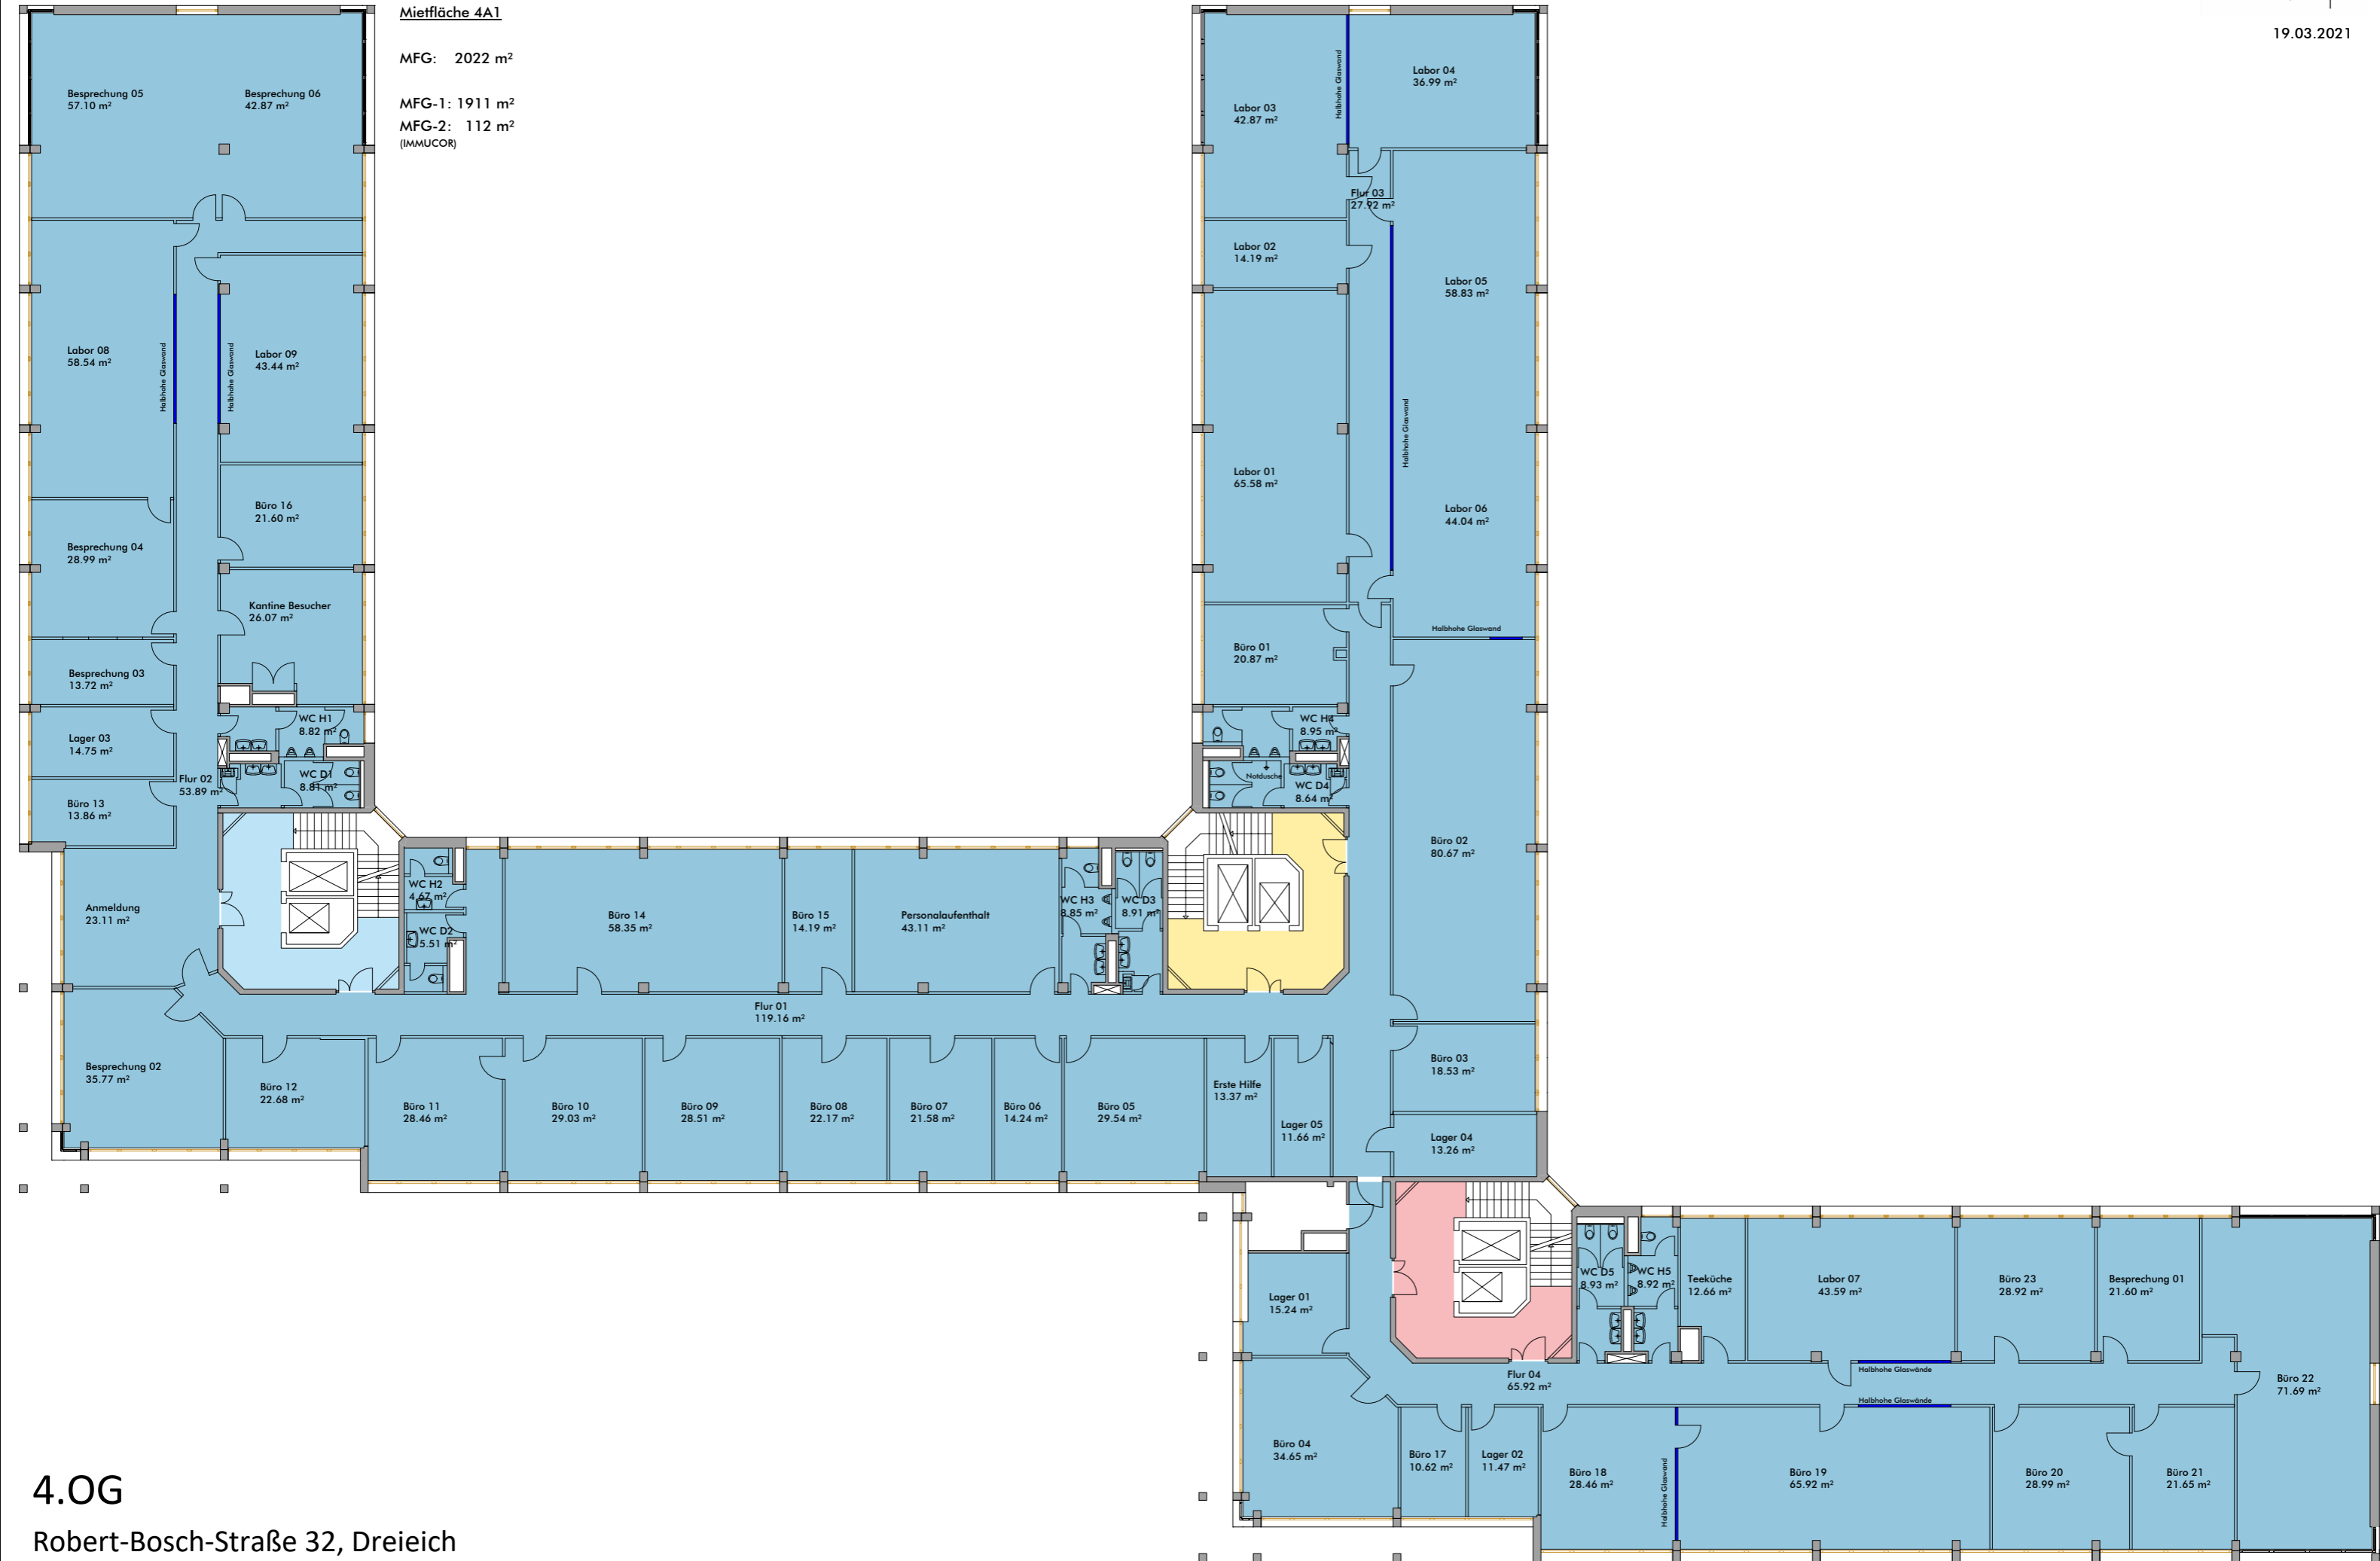 Mietfläche 4A1
MFG: 2022 m²
MFG-1: 1911 m²
MFG-2: 112 m²
(IMMUCOR)
19.03.2021
Besprechung 05
57.10 m²
Besprechung 06
42.87 m²
Labor 08
58.54 m²
Halbhohe Glaswand
Halbhohe Glaswand
Labor 09
43.44 m²
Büro 16
21.60 m²
Besprechung 04
28.99 m²
Kantine Besucher
26.07 m²
Besprechung 03
13.72 m²
Lager 03
14.75 m²
WC H1
8.82 m²
WC D1
8.81 m²
Flur 02
53.89 m²
Büro 13
13.86 m²
Anmeldung
23.11 m²
WC H2
4.67 m²
WC D2
5.51 m²
Büro 14
58.35 m²
Büro 15
14.19 m²
Personalaufenthalt
43.11 m²
WC H3
8.85 m²
WC D3
8.91 m²
Flur 01
119.16 m²
Besprechung 02
35.77 m²
Büro 12
22.68 m²
Büro 11
28.46 m²
Büro 10
29.03 m²
Büro 09
28.51 m²
Büro 08
22.17 m²
Büro 07
21.58 m²
Büro 06
14.24 m²
Büro 05
29.54 m²
Erste Hilfe
13.37 m²
Lager 05
11.66 m²
Labor 03
42.87 m²
Halbhohe Glaswand
Labor 04
36.99 m²
Flur 03
27.92 m²
Labor 02
14.19 m²
Labor 05
58.83 m²
Halbhohe Glaswand
Labor 01
65.58 m²
Labor 06
44.04 m²
Halbhohe Glaswand
Büro 01
20.87 m²
WC H4
8.95 m²
Notdusche
WC D4
8.64 m²
Büro 02
80.67 m²
Büro 03
18.53 m²
Lager 04
13.26 m²
Lager 01
15.24 m²
WC D5
8.93 m²
WC H5
8.92 m²
Teeküche
12.66 m²
Labor 07
43.59 m²
Büro 23
28.92 m²
Besprechung 01
21.60 m²
Flur 04
65.92 m²
Halbhohe Glaswände
Halbhohe Glaswände
Büro 22
71.69 m²
Büro 04
34.65 m²
Büro 17
10.62 m²
Lager 02
11.47 m²
Büro 18
28.46 m²
Halbhohe Glaswand
Büro 19
65.92 m²
Büro 20
28.99 m²
Büro 21
21.65 m²
4.OG
Robert-Bosch-Straße 32, Dreieich